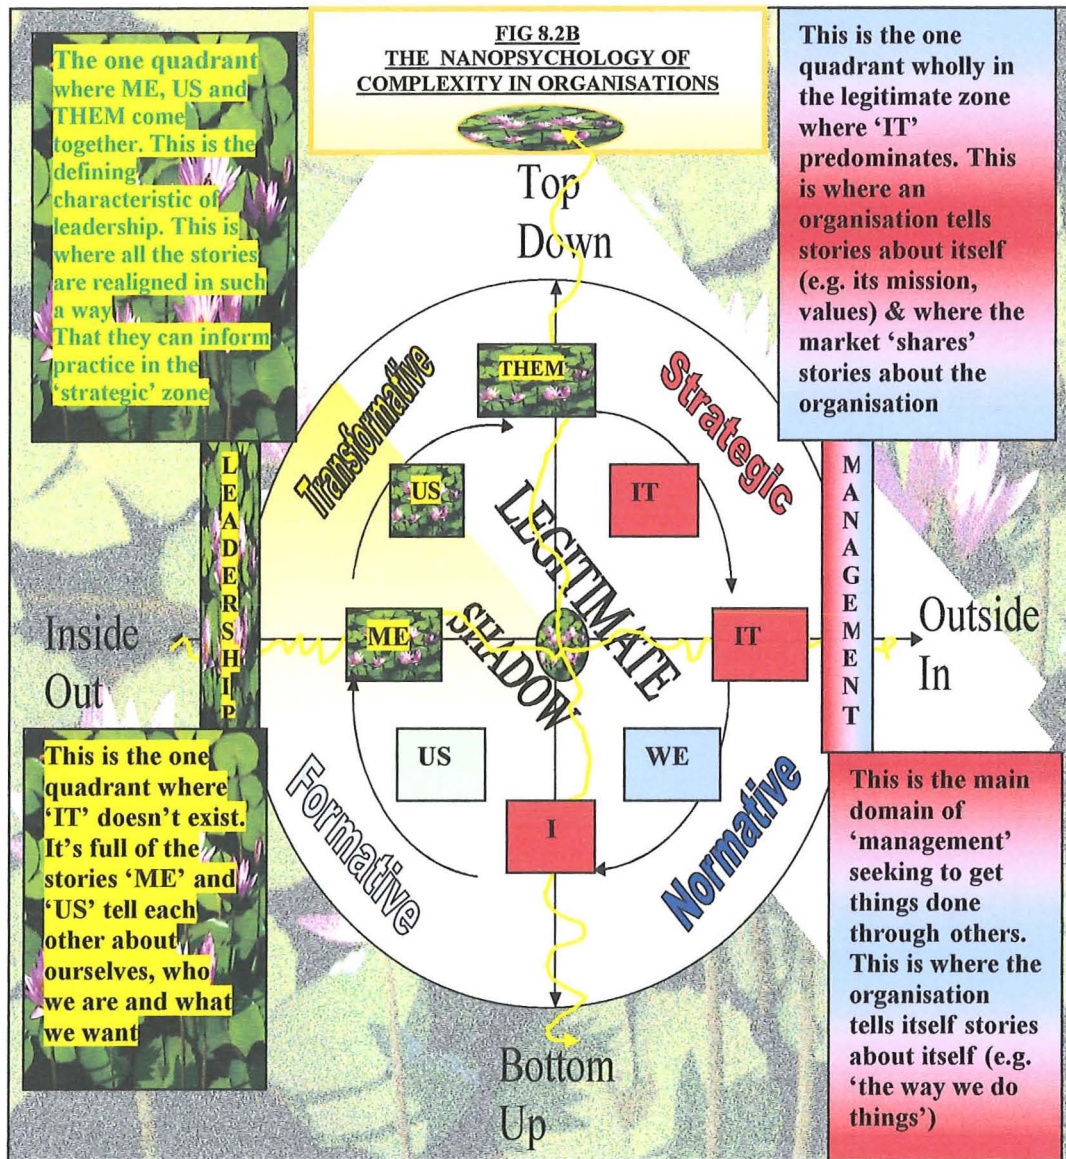 FIG 8.2B
THE NANOPSYCHOLOGY OF
COMPLEXITY IN ORGANISATIONS
The one quadrant
where ME, US and
THEM come
together. This is the
defining
characteristic of
leadership. This is
where all the stories
are realigned in such
a way
That they can inform
practice in the
‘strategic’ zone
This is the one
quadrant wholly in
the legitimate zone
where ‘IT’
predominates. This
is where an
organisation tells
stories about itself
(e.g. its mission,
values) & where the
market ‘shares’
stories about the
organisation
Top
Down
Transformative
THEM
Strategic
US
IT
LEADERSHIP
LEGITIMATE
MANAGEMENT
Inside
Out
ME
SHADOW
IT
Outside
In
US
WE
I
Formative
Normative
This is the one
quadrant where
‘IT’ doesn’t exist.
It’s full of the
stories ‘ME’ and
‘US’ tell each
other about
ourselves, who
we are and what
we want
This is the main
domain of
‘management’
seeking to get
things done
through others.
This is where the
organisation
tells itself stories
about itself (e.g.
‘the way we do
things’)
Bottom
Up